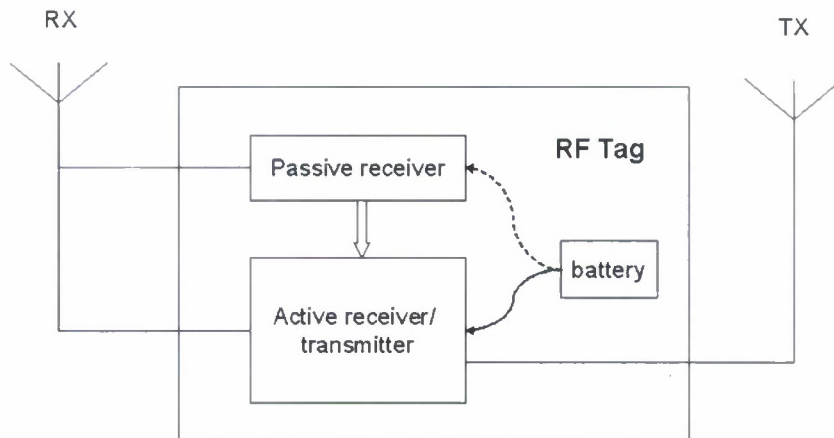 RX
TX
RF Tag
Passive receiver
battery
Active receiver/
transmitter